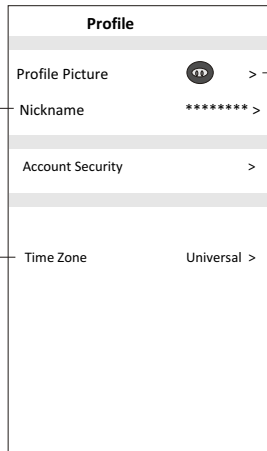 Profile
Profile Picture >
Nickname ******** >
Account Security >
Time Zone Universal >